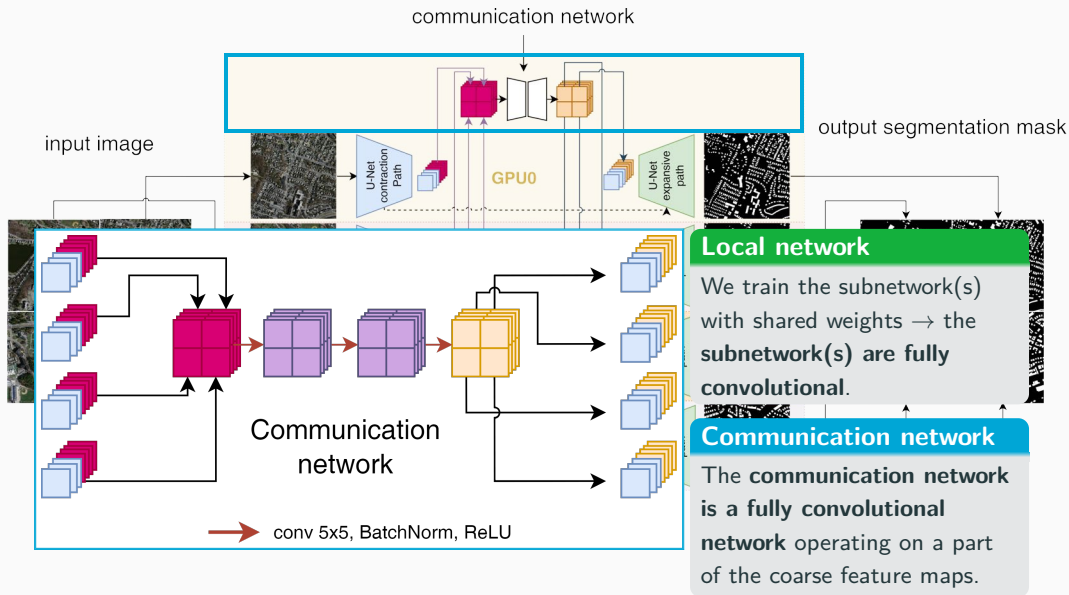 communication network
input image
output segmentation mask
U-Net
contraction
Path
GPU0
U-Net
expansive
path
Local network
We train the subnetwork(s)
with shared weights → the
subnetwork(s) are fully
convolutional.
Communication
network
conv 5x5, BatchNorm, ReLU
Communication network
The communication network
is a fully convolutional
network operating on a part
of the coarse feature maps.